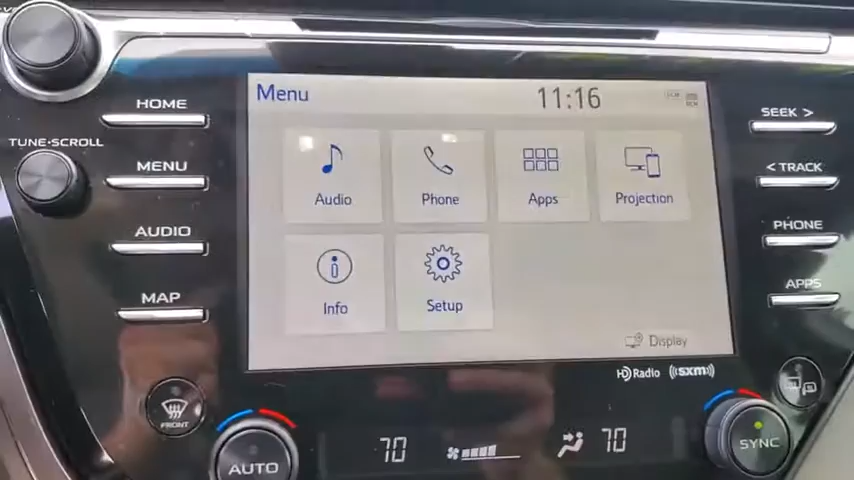 Menu 11:16
HOME
SEEK >
TUNE·SCROLL
MENU
< TRACK
Audio Phone Apps Projection
AUDIO
PHONE
MAP
APPS
Info Setup
Display
HD Radio ((sxm))
FRONT
AUTO
70
70
SYNC